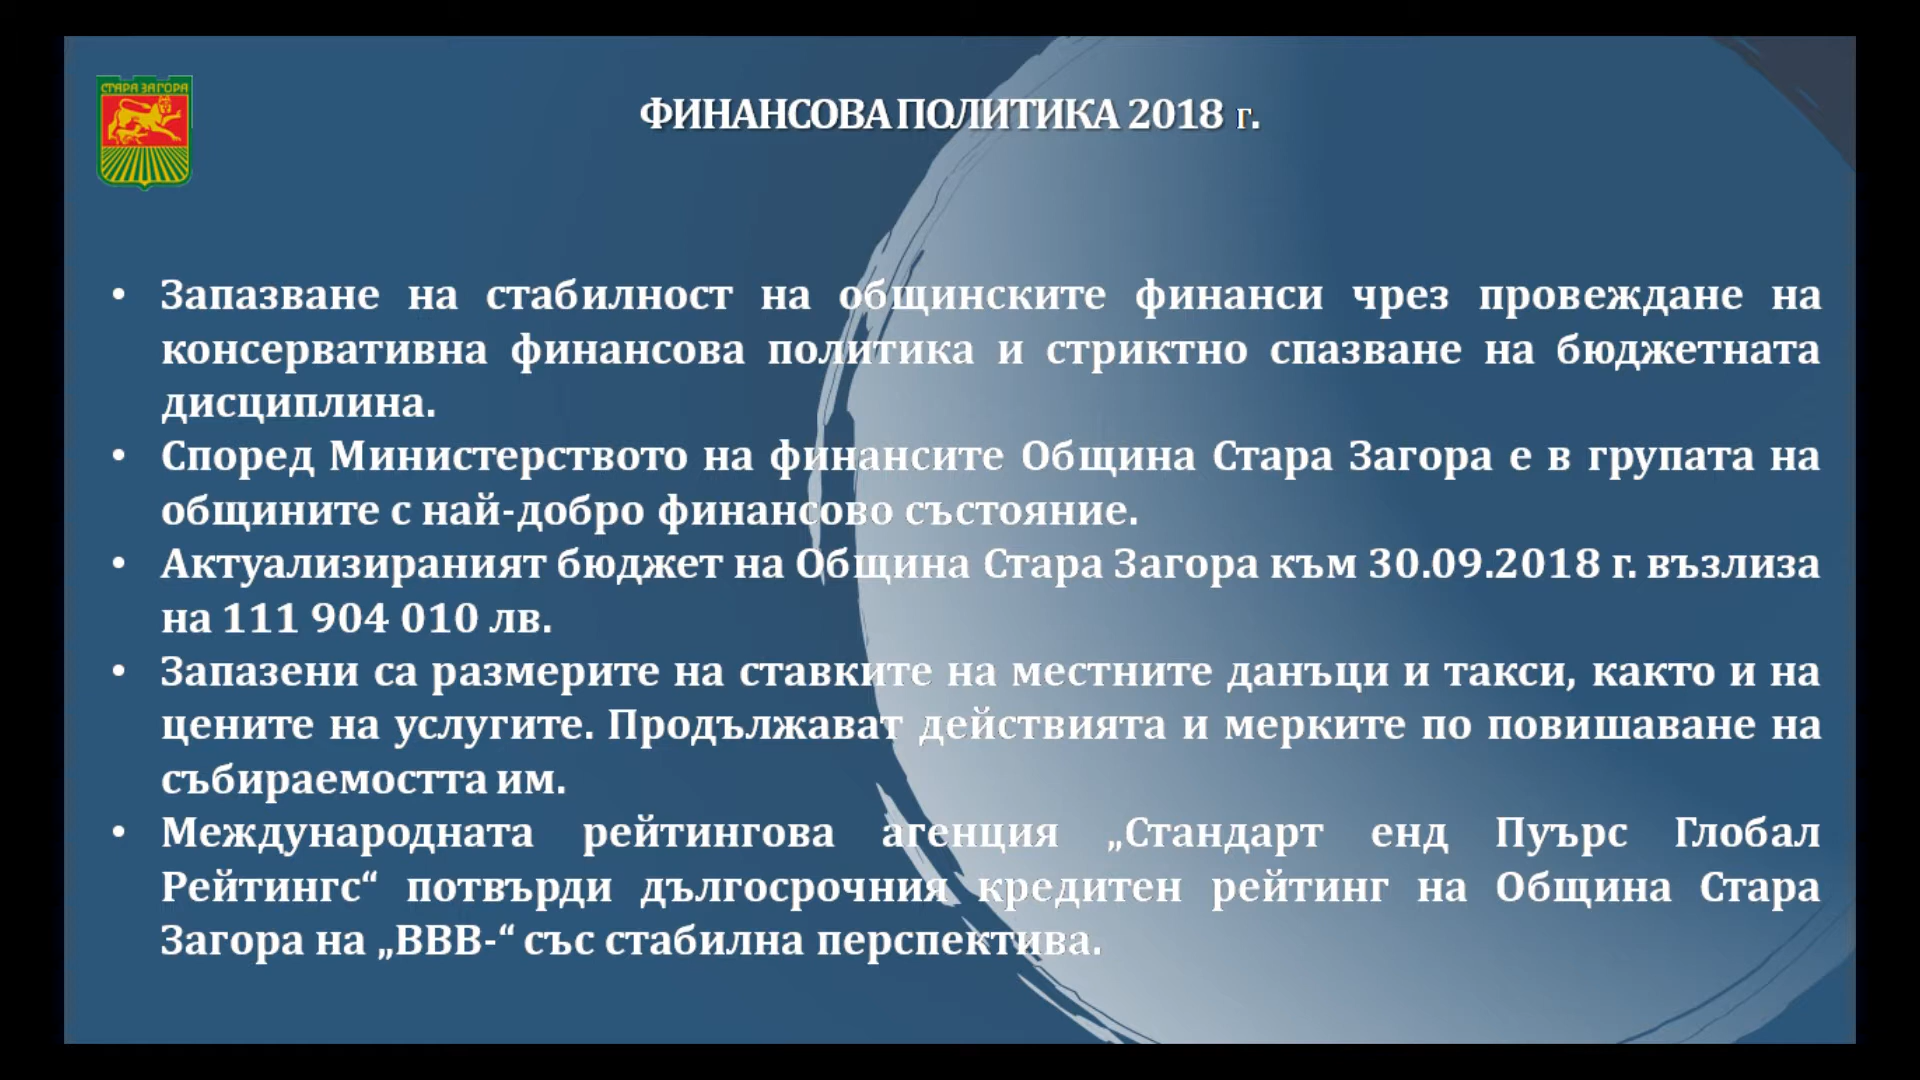 СТАРА ЗАГОРА
ФИНАНСОВА ПОЛИТИКА 2018 г.
• Запазване на стабилност на общинските финанси чрез провеждане на
консервативна финансова политика и стриктно спазване на бюджетната
дисциплина.
• Според Министерството на финансите Община Стара Загора е в групата на
общините с най-добро финансово състояние.
• Актуализираният бюджет на Община Стара Загора към 30.09.2018 г. възлиза
на 111 904 010 лв.
• Запазени са размерите на ставките на местните данъци и такси, както и на
цените на услугите. Продължават действията и мерките по повишаване на
събираемостта им.
• Международната рейтингова агенция „Стандарт енд Пуърс Глобал
Рейтингс“ потвърди дългосрочния кредитен рейтинг на Община Стара
Загора на „ВВВ-“ със стабилна перспектива.